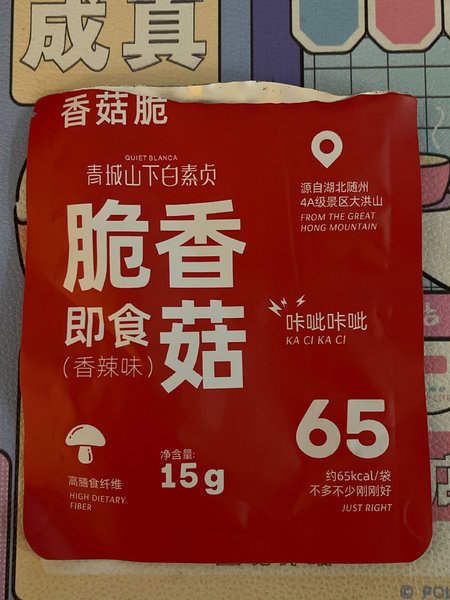 成真
香菇脆
QUIET BLANCA
青城山下白素贞
源自湖北随州
4A级景区大洪山
FROM THE GREAT
HONG MOUNTAIN
脆香菇
即食
(香辣味)
咔呲咔呲
KA CI KA CI
65
约65kcal/袋
不多不少刚刚好
JUST RIGHT
高膳食纤维
HIGH DIETARY
FIBER
净含量:
15g
© POL